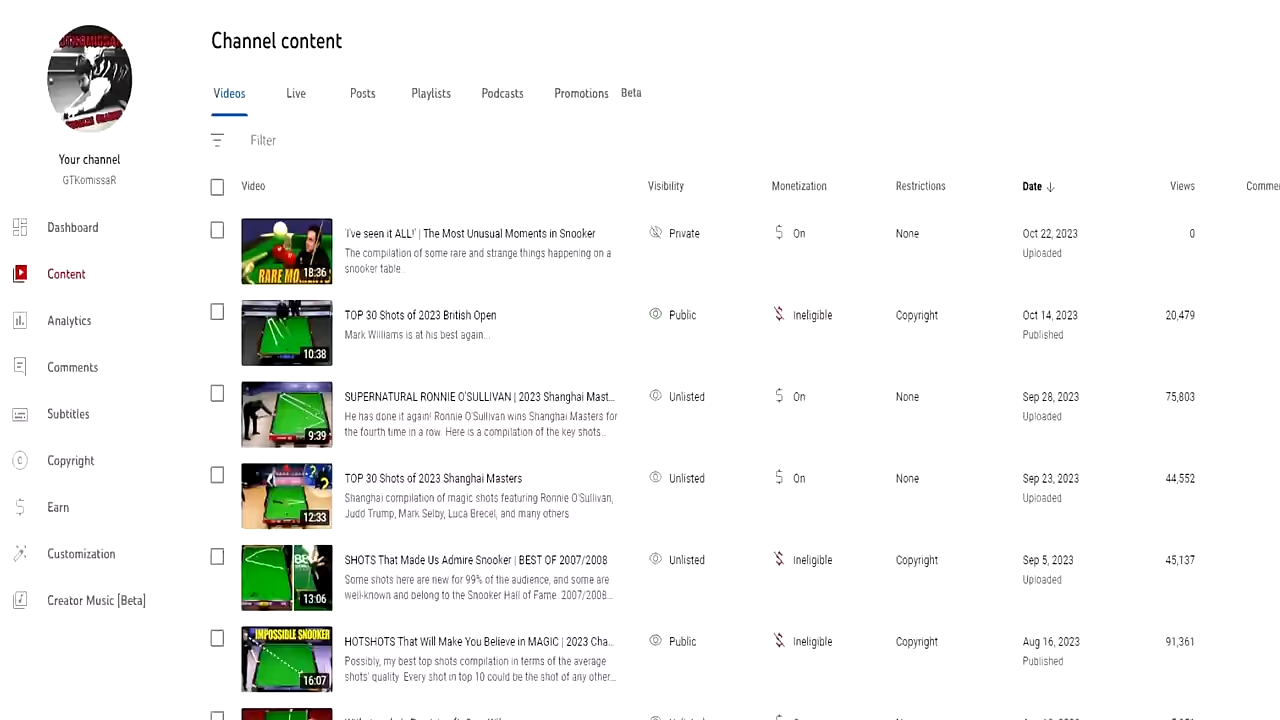 Channel content
Videos Live Posts Playlists Podcasts Promotions Beta
Filter
Your channel
GTKomissaR
Dashboard
Content
Analytics
Comments
Subtitles
Copyright
Earn
Customization
Creator Music [Beta]
Video Visibility Monetization Restrictions Date Views
RARE
18:36
'I've seen it ALL!' | The Most Unusual Moments in Snooker
The compilation of some rare and strange things happening on a
snooker table.
Private On None Oct 22, 2023 0
Uploaded
10:38
TOP 30 Shots of 2023 British Open
Mark Williams is at his best again...
Public Ineligible Copyright Oct 14, 2023 20,479
Published
9:39
SUPERNATURAL RONNIE O'SULLIVAN | 2023 Shanghai Mast...
He has done it again! Ronnie O'Sullivan wins Shanghai Masters for
the fourth time in a row. Here is a compilation of the key shots...
Unlisted On None Sep 28, 2023 75,803
Uploaded
12:33
TOP 30 Shots of 2023 Shanghai Masters
Shanghai compilation of magic shots featuring Ronnie O'Sullivan,
Judd Trump, Mark Selby, Luca Brecel, and many others
Unlisted On None Sep 23, 2023 44,552
Uploaded
13:06
SHOTS That Made Us Admire Snooker | BEST OF 2007/2008
Some shots here are new for 99% of the audience, and some are
well-known and belong to the Snooker Hall of Fame. 2007/2008...
Unlisted Ineligible Copyright Sep 5, 2023 45,137
Uploaded
IMPOSSIBLE SNOOKER
16:07
HOTSHOTS That Will Make You Believe in MAGIC | 2023 Cha...
Possibly, my best top shots compilation in terms of the average
shots' quality. Every shot in top 10 could be the shot of any other...
Public Ineligible Copyright Aug 16, 2023 91,361
Published